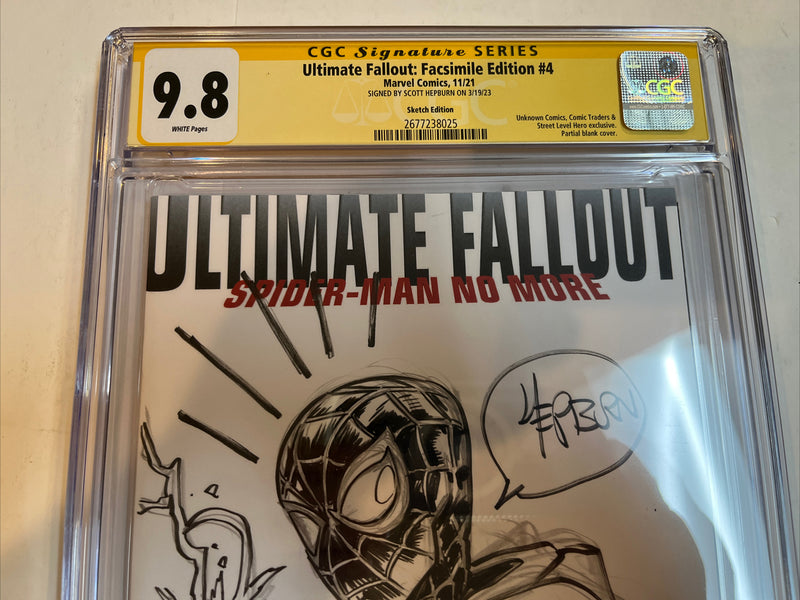 CGC Signature SERIES
Ultimate Fallout: Facsimile Edition #4
Marvel Comics, 11/21
SIGNED BY SCOTT HEPBURN ON 3/19/23
Sketch Edition
2677238025
9.8
WHITE Pages
Unknown Comics, Comic Traders &
Street Level Hero exclusive.
Partial blank cover.
CGC
ULTIMATE FALLOUT
SPIDER-MAN NO MORE
HEPBURN